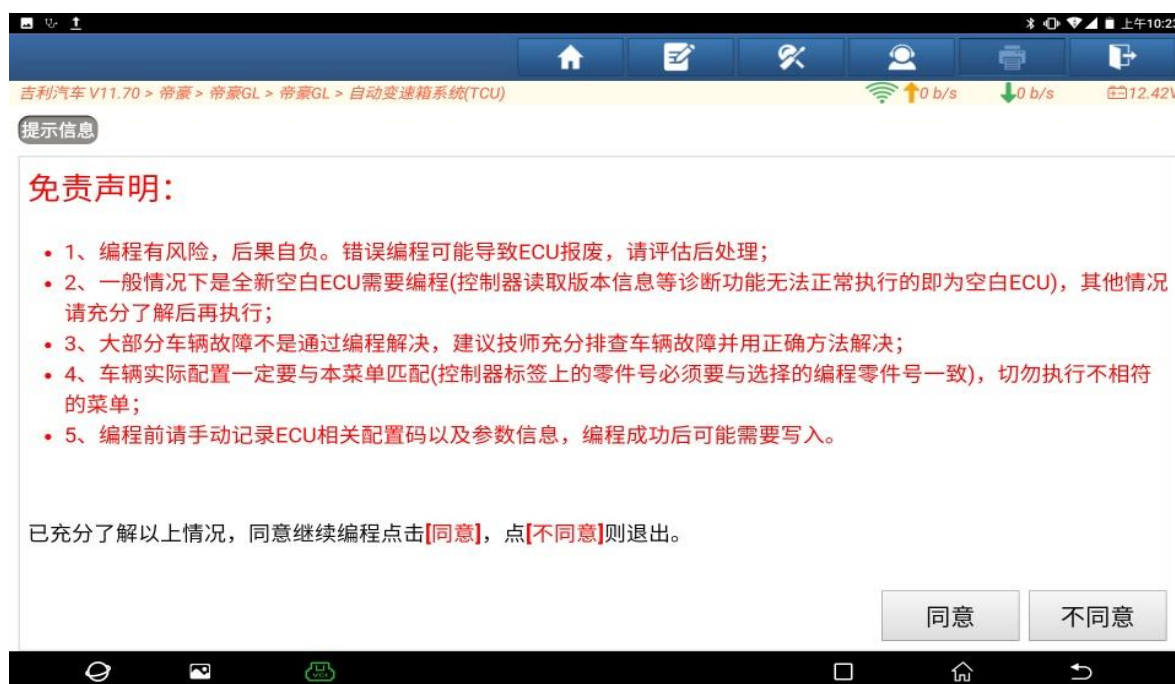 上午10:23
吉利汽车 V11.70 > 帝豪 > 帝豪GL > 帝豪GL > 自动变速箱系统(TCU)
0 b/s
0 b/s
12.42V
提示信息
免责声明：
• 1、编程有风险，后果自负。错误编程可能导致ECU报废，请评估后处理；
• 2、一般情况下是全新空白ECU需要编程(控制器读取版本信息等诊断功能无法正常执行的即为空白ECU)，其他情况
请充分了解后再执行；
• 3、大部分车辆故障不是通过编程解决，建议技师充分排查车辆故障并用正确方法解决；
• 4、车辆实际配置一定要与本菜单匹配(控制器标签上的零件号必须要与选择的编程零件号一致)，切勿执行不相符
的菜单；
• 5、编程前请手动记录ECU相关配置码以及参数信息，编程成功后可能需要写入。
已充分了解以上情况，同意继续编程点击[同意]，点[不同意]则退出。
同意
不同意
VCI